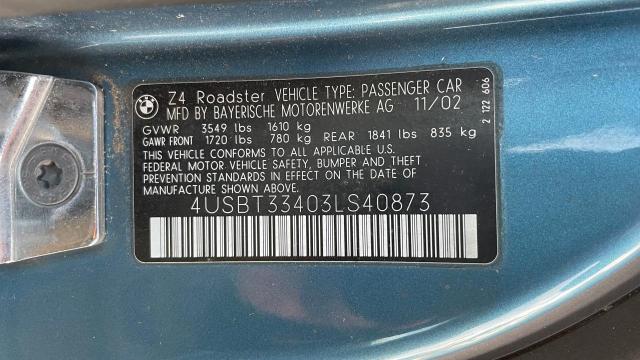 Z4 Roadster VEHICLE TYPE: PASSENGER CAR
MFD BY BAYERISCHE MOTORENWERKE AG 11/02
GVWR 3549 lbs 1610 kg
GAWR FRONT 1720 lbs 780 kg REAR 1841 lbs 835 kg
THIS VEHICLE CONFORMS TO ALL APPLICABLE U.S.
FEDERAL MOTOR VEHICLE SAFETY, BUMPER AND THEFT
PREVENTION STANDARDS IN EFFECT ON THE DATE OF
MANUFACTURE SHOWN ABOVE.
4USBT33403LS40873
2 122 606